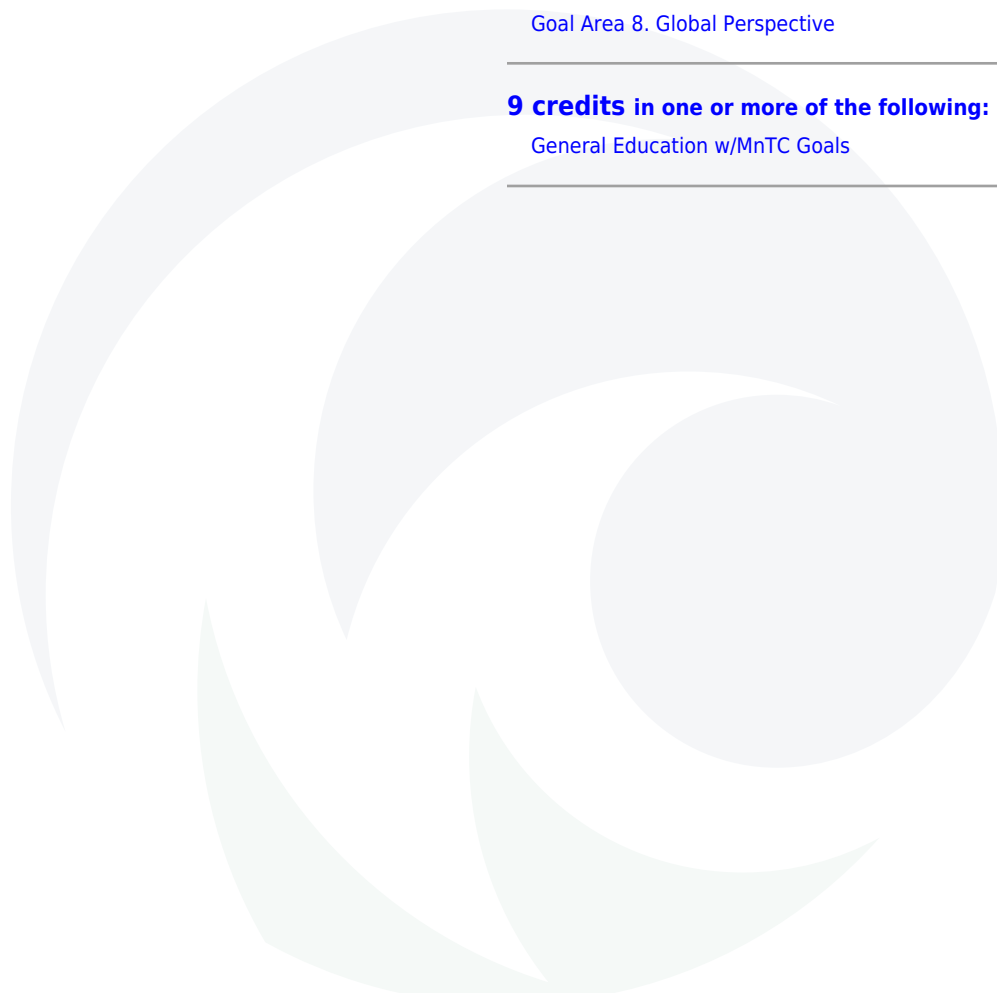 Goal Area 8. Global Perspective
9 credits in one or more of the following:
General Education w/MnTC Goals